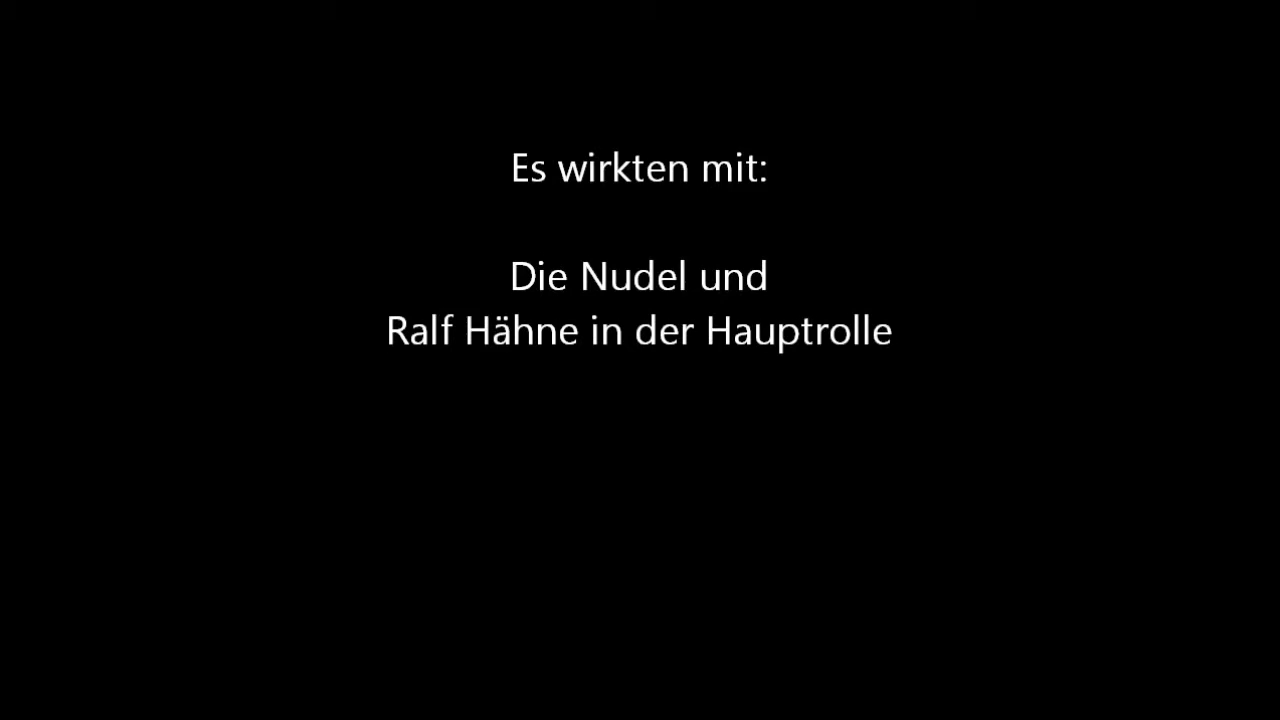 Es wirkten mit:
Die Nudel und
Ralf Hähne in der Hauptrolle